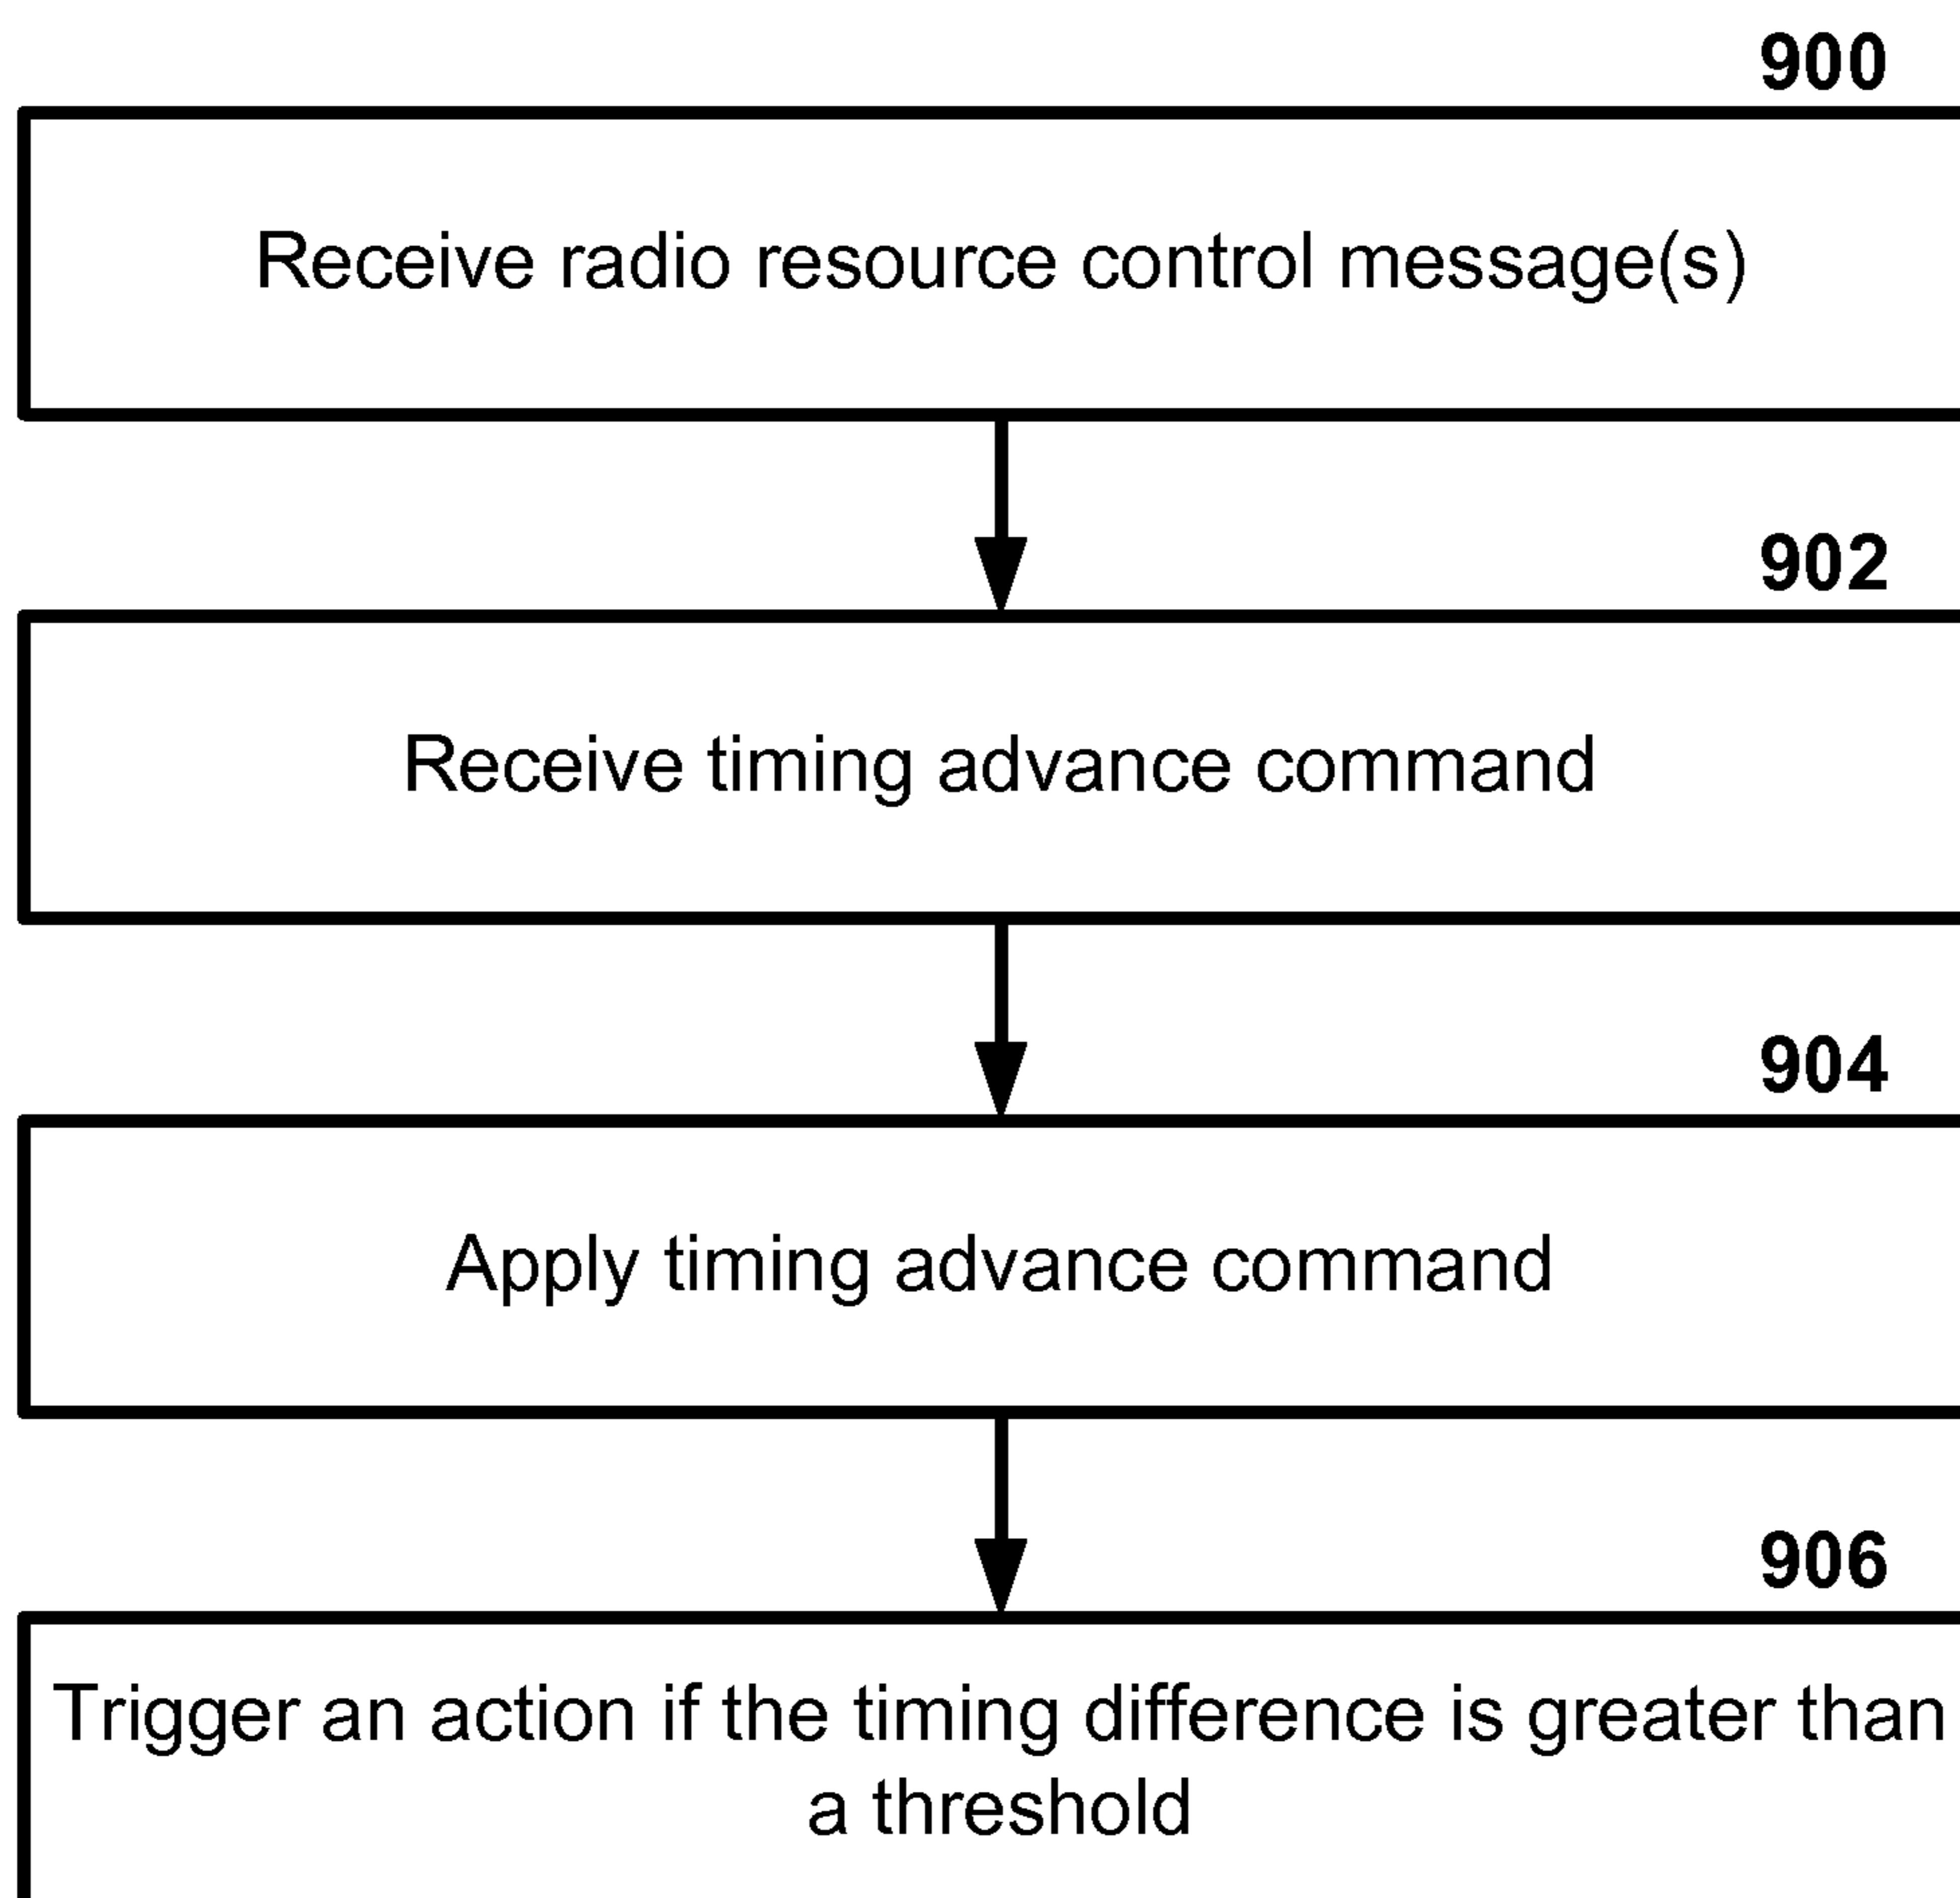 900
Receive radio resource control message(s)
902
Receive timing advance command
904
Apply timing advance command
906
Trigger an action if the timing difference is greater than
a threshold